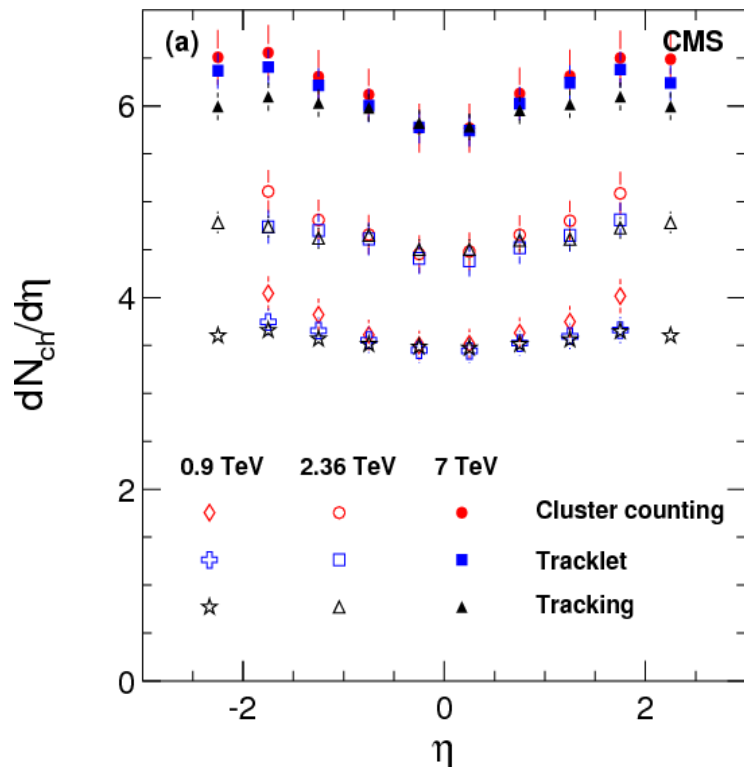 (a) CMS
6
4
2
0
-2 0 2
dN_ch/dη
η
0.9 TeV 2.36 TeV 7 TeV
Cluster counting
Tracklet
Tracking